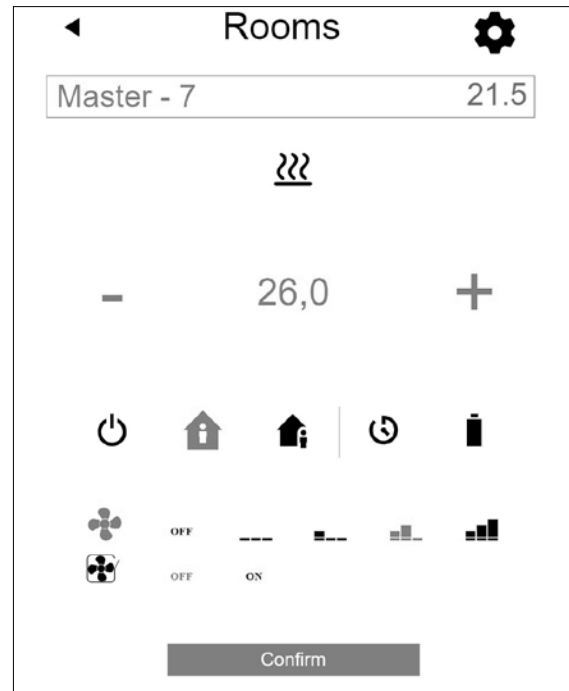 Rooms
Master - 7 21.5
- 26,0 +
OFF
OFF ON
Confirm